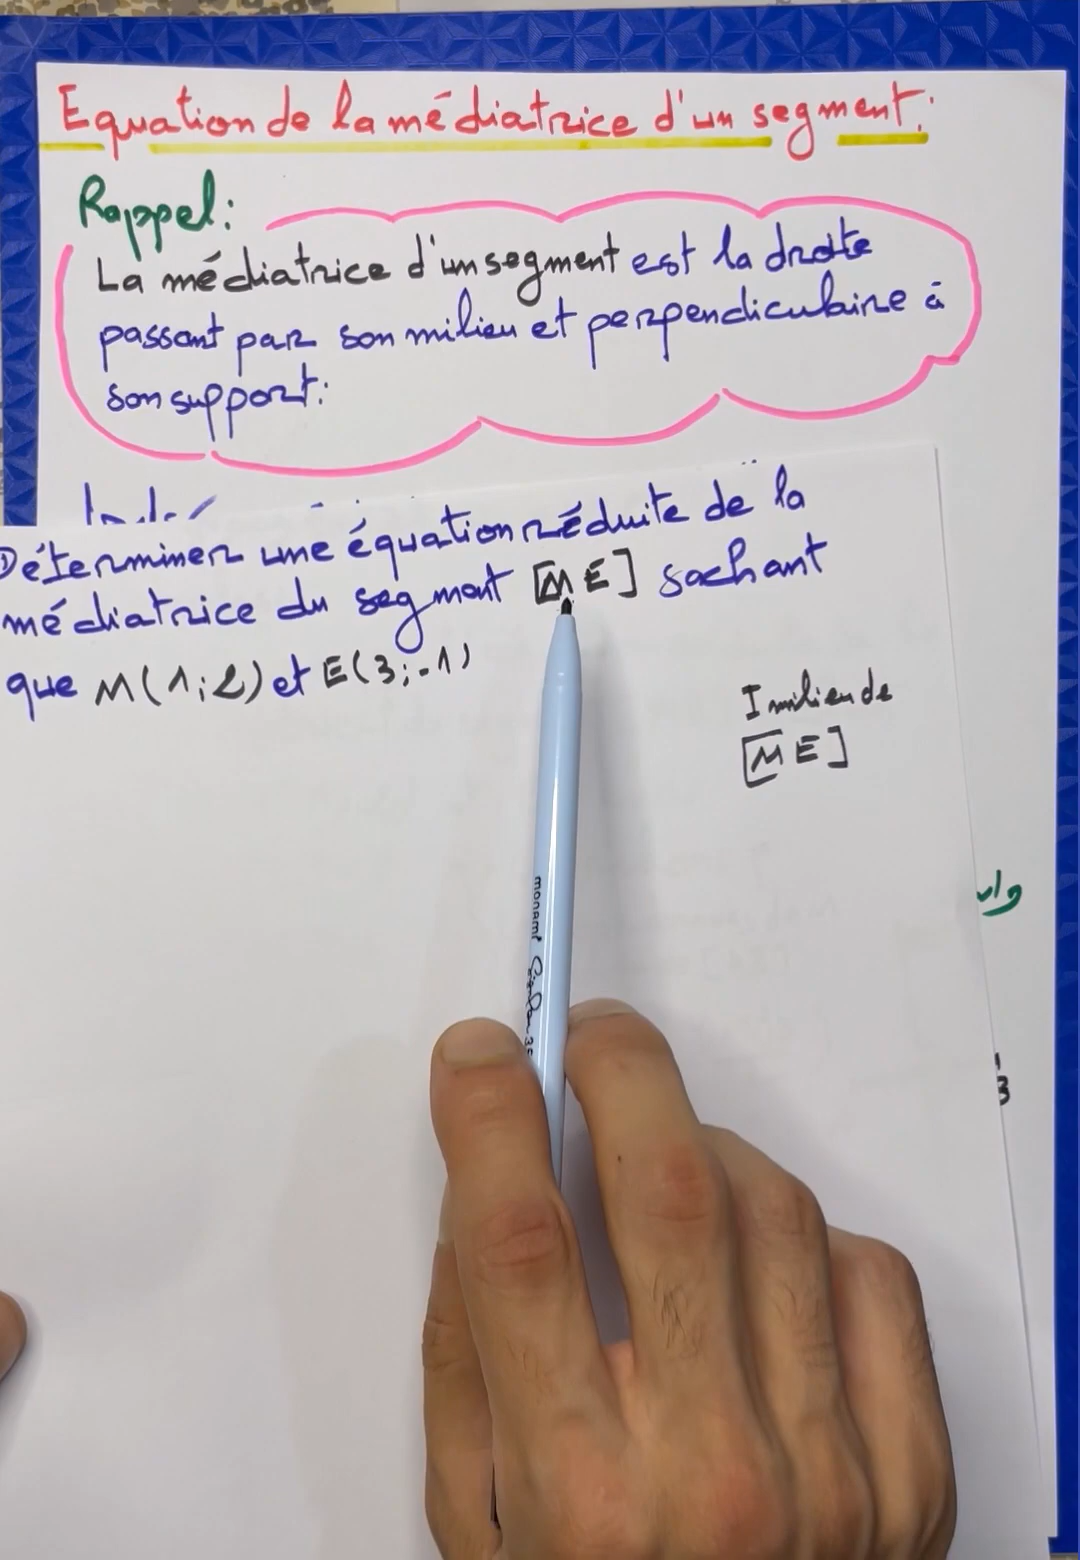 Equation de la médiatrice d'un segment:
Rappel:
La médiatrice d'un segment est la droite
passant par son milieu et perpendiculaire à
son support:
① Déterminer une équation réduite de la
médiatrice du segment [ME] sachant
que M(1;2) et E(3;-1)
I milieu de
[ME]
monami
3